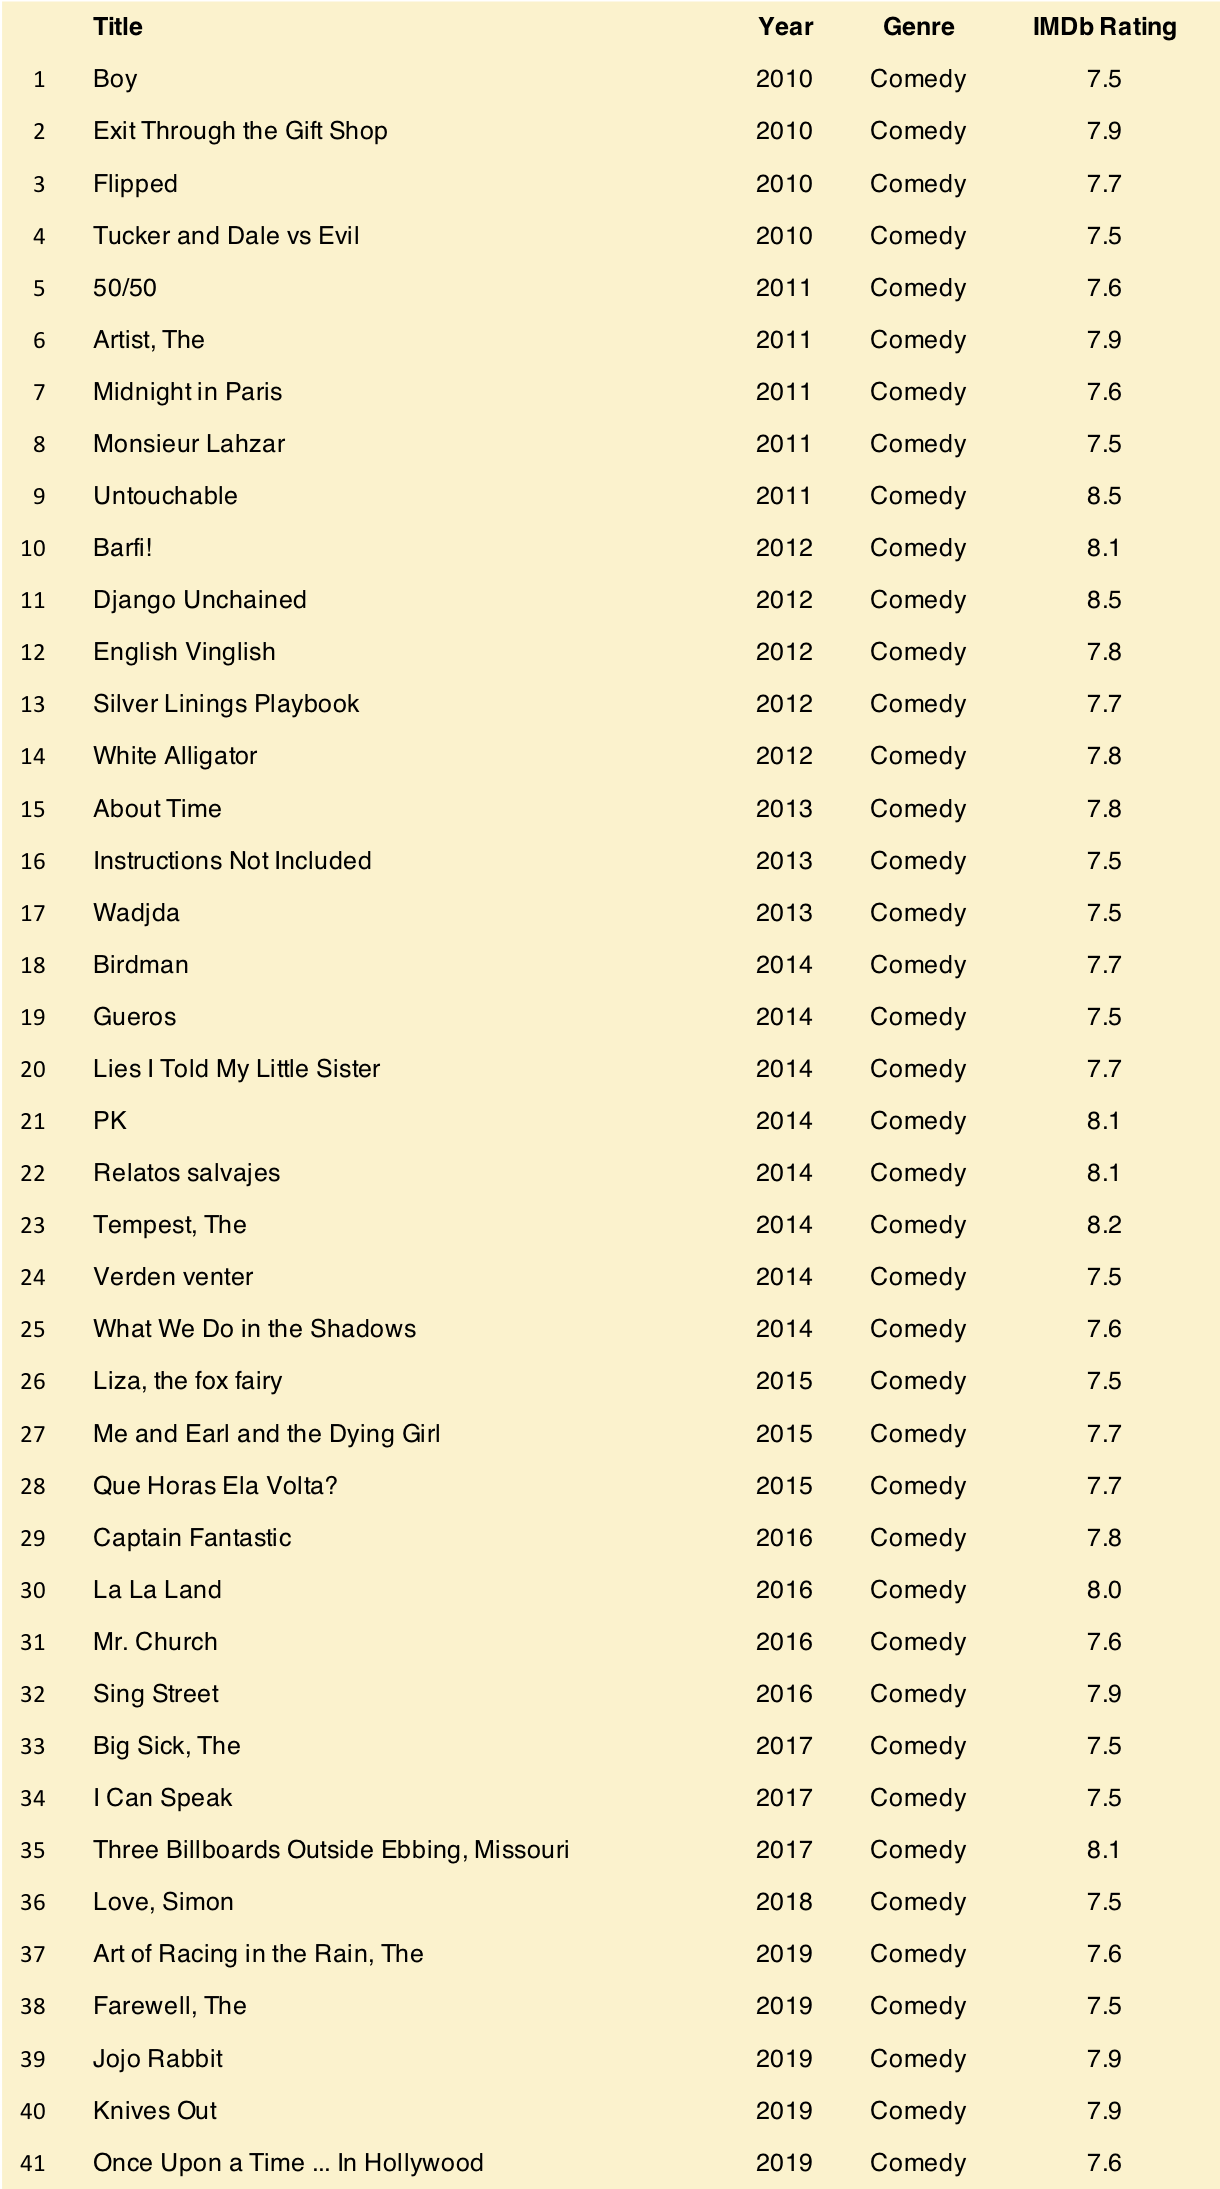 Title Year Genre IMDb Rating
1 Boy 2010 Comedy 7.5
2 Exit Through the Gift Shop 2010 Comedy 7.9
3 Flipped 2010 Comedy 7.7
4 Tucker and Dale vs Evil 2010 Comedy 7.5
5 50/50 2011 Comedy 7.6
6 Artist, The 2011 Comedy 7.9
7 Midnight in Paris 2011 Comedy 7.6
8 Monsieur Lahzar 2011 Comedy 7.5
9 Untouchable 2011 Comedy 8.5
10 Barfi! 2012 Comedy 8.1
11 Django Unchained 2012 Comedy 8.5
12 English Vinglish 2012 Comedy 7.8
13 Silver Linings Playbook 2012 Comedy 7.7
14 White Alligator 2012 Comedy 7.8
15 About Time 2013 Comedy 7.8
16 Instructions Not Included 2013 Comedy 7.5
17 Wadjda 2013 Comedy 7.5
18 Birdman 2014 Comedy 7.7
19 Gueros 2014 Comedy 7.5
20 Lies I Told My Little Sister 2014 Comedy 7.7
21 PK 2014 Comedy 8.1
22 Relatos salvajes 2014 Comedy 8.1
23 Tempest, The 2014 Comedy 8.2
24 Verden venter 2014 Comedy 7.5
25 What We Do in the Shadows 2014 Comedy 7.6
26 Liza, the fox fairy 2015 Comedy 7.5
27 Me and Earl and the Dying Girl 2015 Comedy 7.7
28 Que Horas Ela Volta? 2015 Comedy 7.7
29 Captain Fantastic 2016 Comedy 7.8
30 La La Land 2016 Comedy 8.0
31 Mr. Church 2016 Comedy 7.6
32 Sing Street 2016 Comedy 7.9
33 Big Sick, The 2017 Comedy 7.5
34 I Can Speak 2017 Comedy 7.5
35 Three Billboards Outside Ebbing, Missouri 2017 Comedy 8.1
36 Love, Simon 2018 Comedy 7.5
37 Art of Racing in the Rain, The 2019 Comedy 7.6
38 Farewell, The 2019 Comedy 7.5
39 Jojo Rabbit 2019 Comedy 7.9
40 Knives Out 2019 Comedy 7.9
41 Once Upon a Time ... In Hollywood 2019 Comedy 7.6